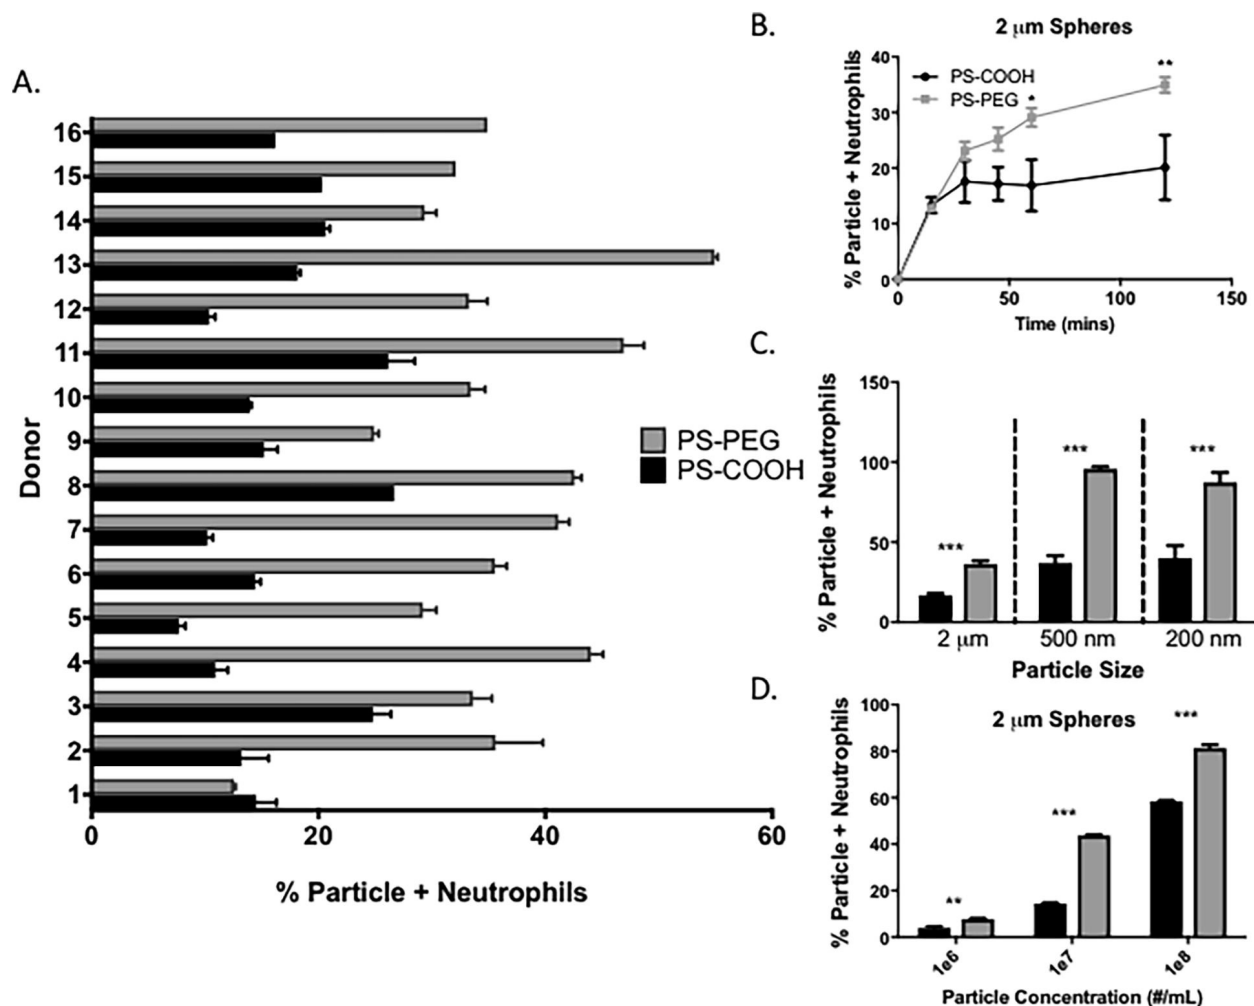 A.
Donor
16
15
14
13
12
11
10
9
8
7
6
5
4
3
2
1
0 20 40 60
% Particle + Neutrophils
PS-PEG
PS-COOH
B.
2 μm Spheres
% Particle + Neutrophils
40
30
20
10
0
PS-COOH
PS-PEG
*
**
0 50 100 150
Time (mins)
C.
% Particle + Neutrophils
150
100
50
0
***
***
***
2 μm 500 nm 200 nm
Particle Size
D.
2 μm Spheres
% Particle + Neutrophils
100
80
60
40
20
0
**
***
***
1e6 1e7 1e8
Particle Concentration (#/mL)